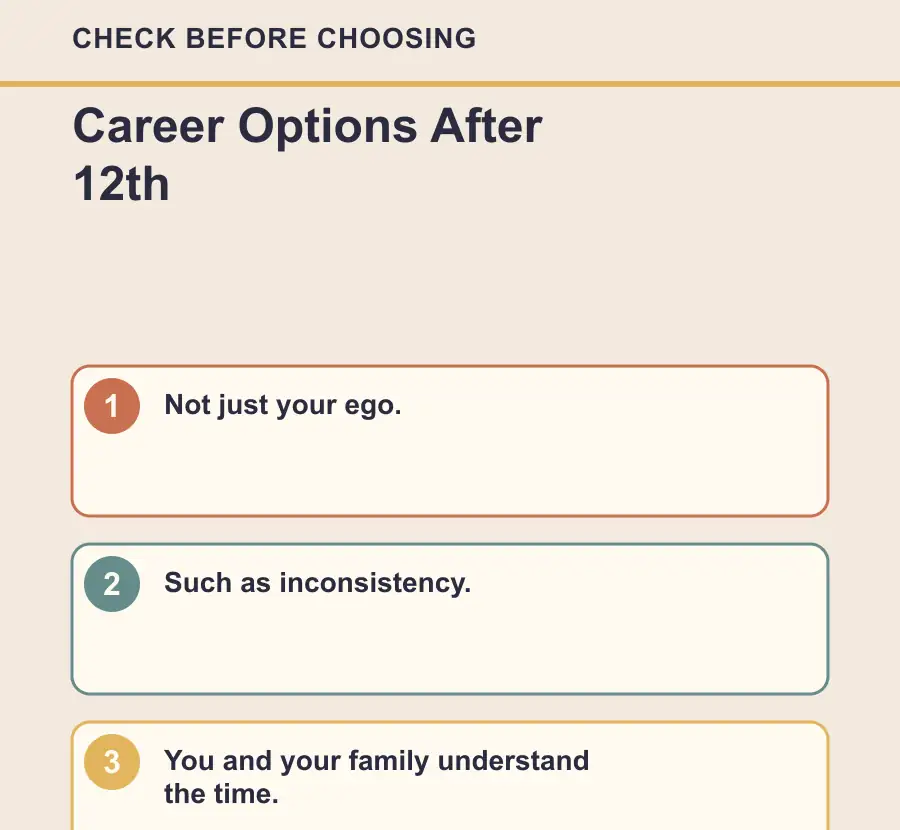 CHECK BEFORE CHOOSING
Career Options After
12th
1 Not just your ego.
2 Such as inconsistency.
3 You and your family understand
the time.